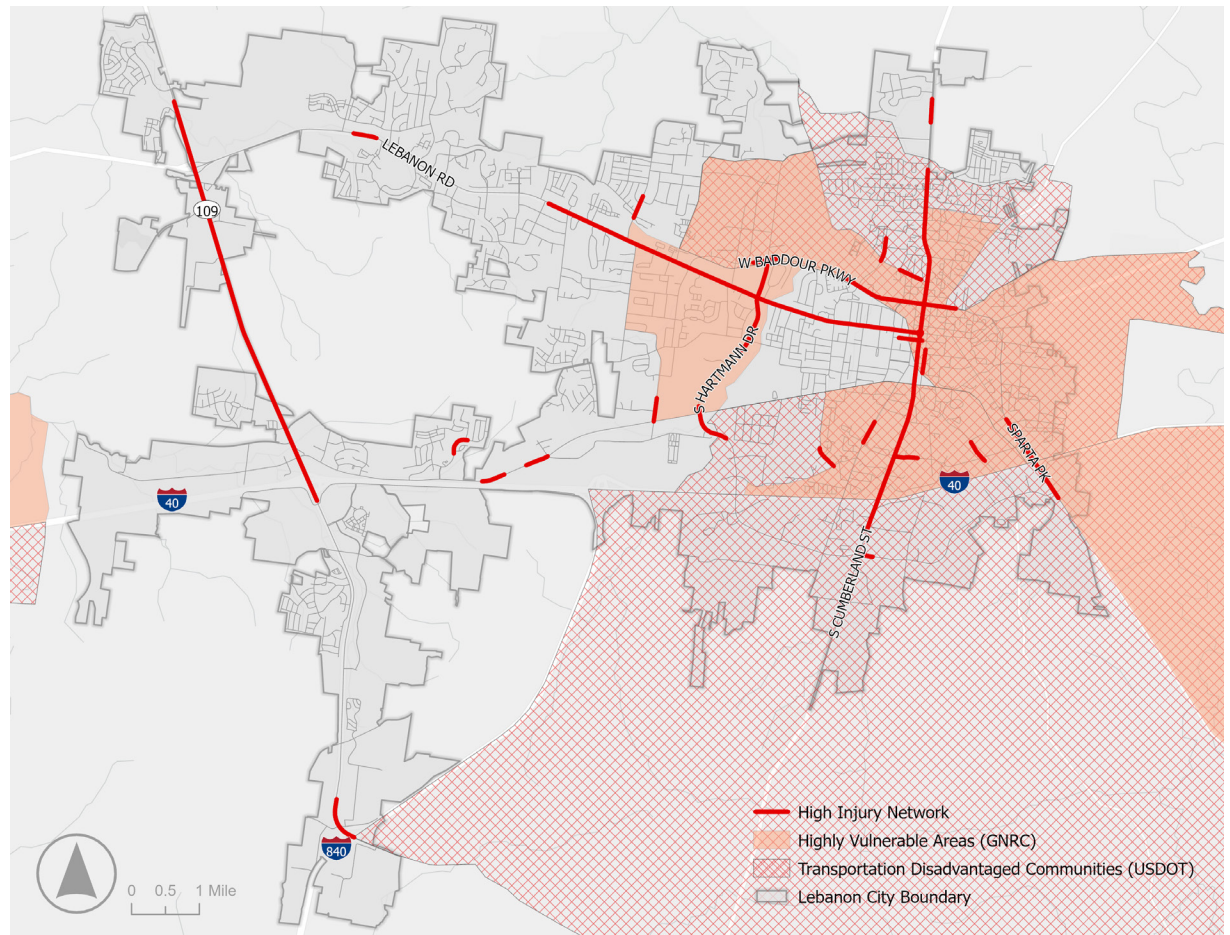 LEBANON RD
109
W BADDOUR PKWY
S HARTMANN DR
SPARTA PK
40
40
S CUMBERLAND ST
High Injury Network
Highly Vulnerable Areas (GNRC)
840
Transportation Disadvantaged Communities (USDOT)
0 0.5 1 Mile
Lebanon City Boundary